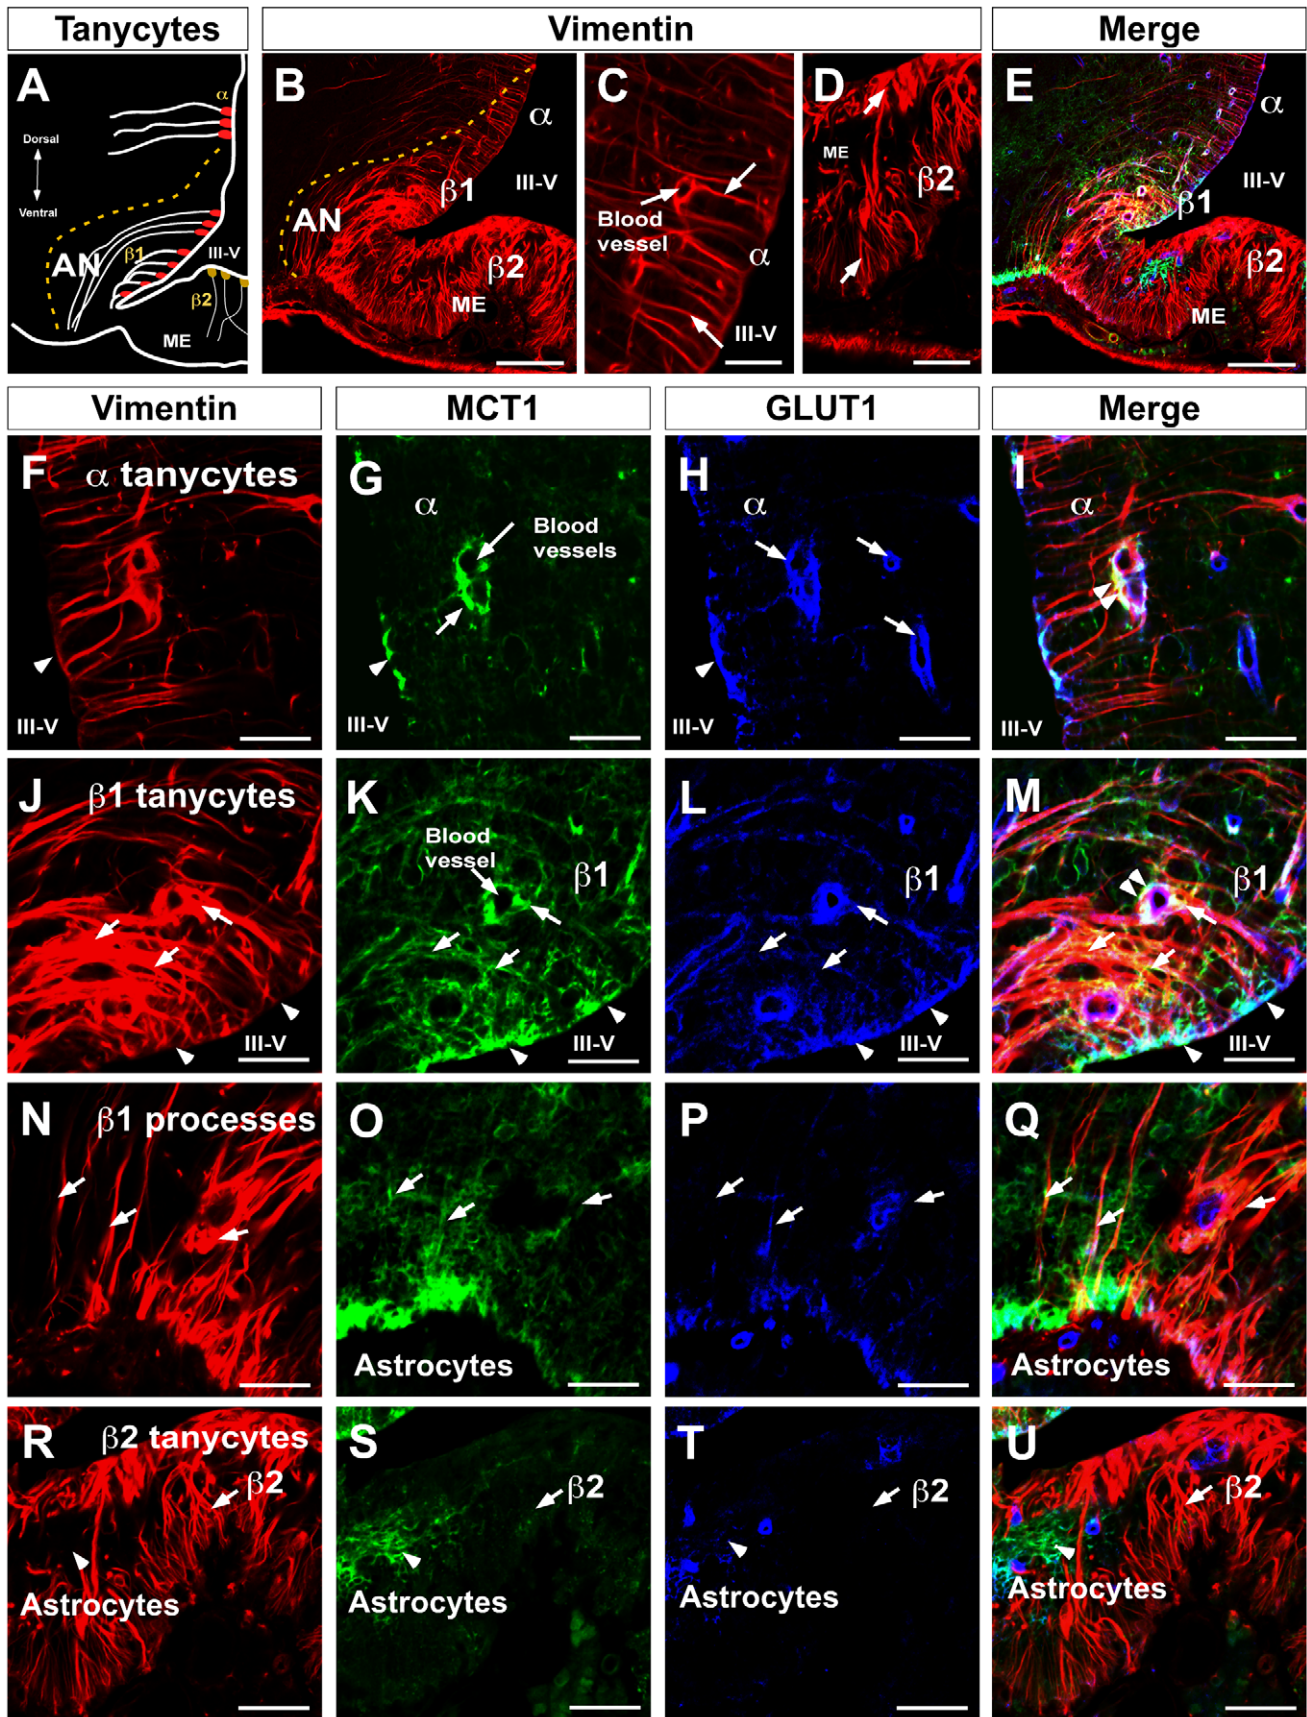 Tanycytes
Vimentin
Merge
A
α
Dorsal
Ventral
AN
β1
III-V
β2
ME
B
α
III-V
β1
AN
β2
ME
C
Blood
vessel
α
III-V
D
ME
β2
E
α
III-V
β1
β2
ME
Vimentin
MCT1
GLUT1
Merge
F
α tanycytes
III-V
G
α
Blood
vessels
III-V
H
α
III-V
I
α
III-V
J
β1 tanycytes
III-V
K
Blood
vessel
β1
III-V
L
β1
III-V
M
β1
III-V
N
β1 processes
O
Astrocytes
P
Q
Astrocytes
R
β2 tanycytes
β2
Astrocytes
S
β2
Astrocytes
T
β2
Astrocytes
U
β2
Astrocytes